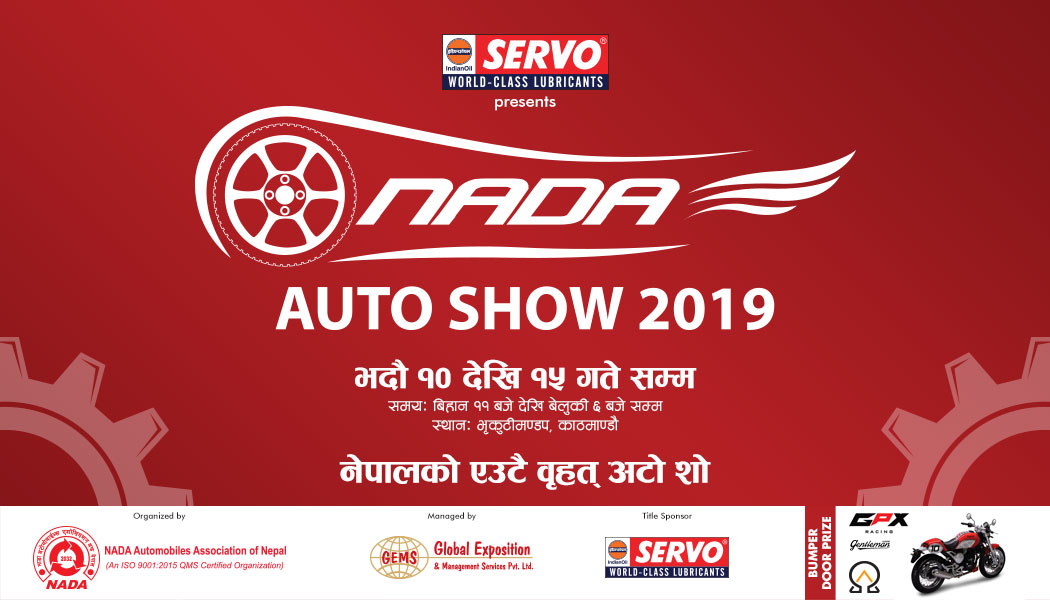 इण्डियनऑयल
IndianOil
SERVO®
WORLD-CLASS LUBRICANTS
presents
NADA
AUTO SHOW 2019
भदौ १० देखि १५ गते सम्म
समय: बिहान ११ बजे देखि बेलुकी ६ बजे सम्म
स्थान: भृकुटीमण्डप, काठमाण्डौ
नेपालको एउटै वृहत् अटो शो
Organized by
2032
NADA
NADA Automobiles Association of Nepal
(An ISO 9001:2015 QMS Certified Organization)
Managed by
GEMS
Global Exposition
& Management Services Pvt. Ltd.
Title Sponsor
IndianOil
SERVO®
WORLD-CLASS LUBRICANTS
BUMPER
DOOR PRIZE
GPX
RACING
Gentleman